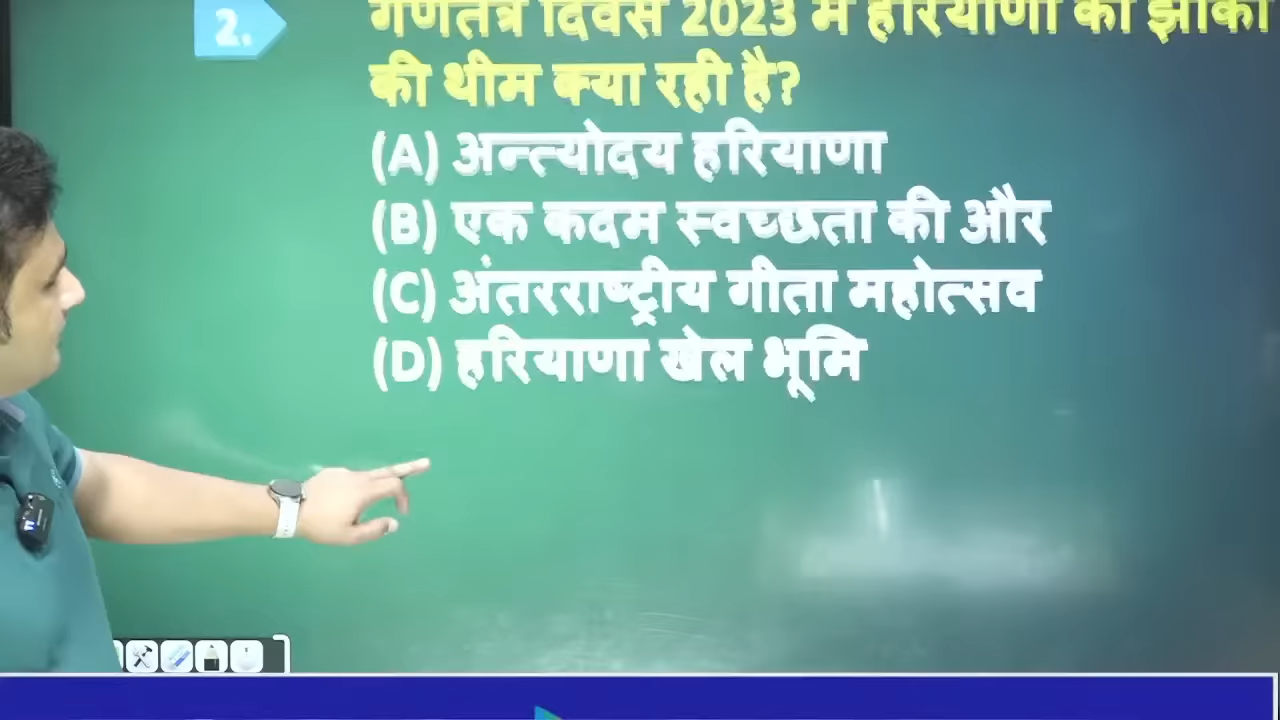 2.
गणतंत्र दिवस 2023 में हरियाणा की झांकी
की थीम क्या रही है?
(A) अन्त्योदय हरियाणा
(B) एक कदम स्वच्छता की और
(C) अंतरराष्ट्रीय गीता महोत्सव
(D) हरियाणा खेल भूमि